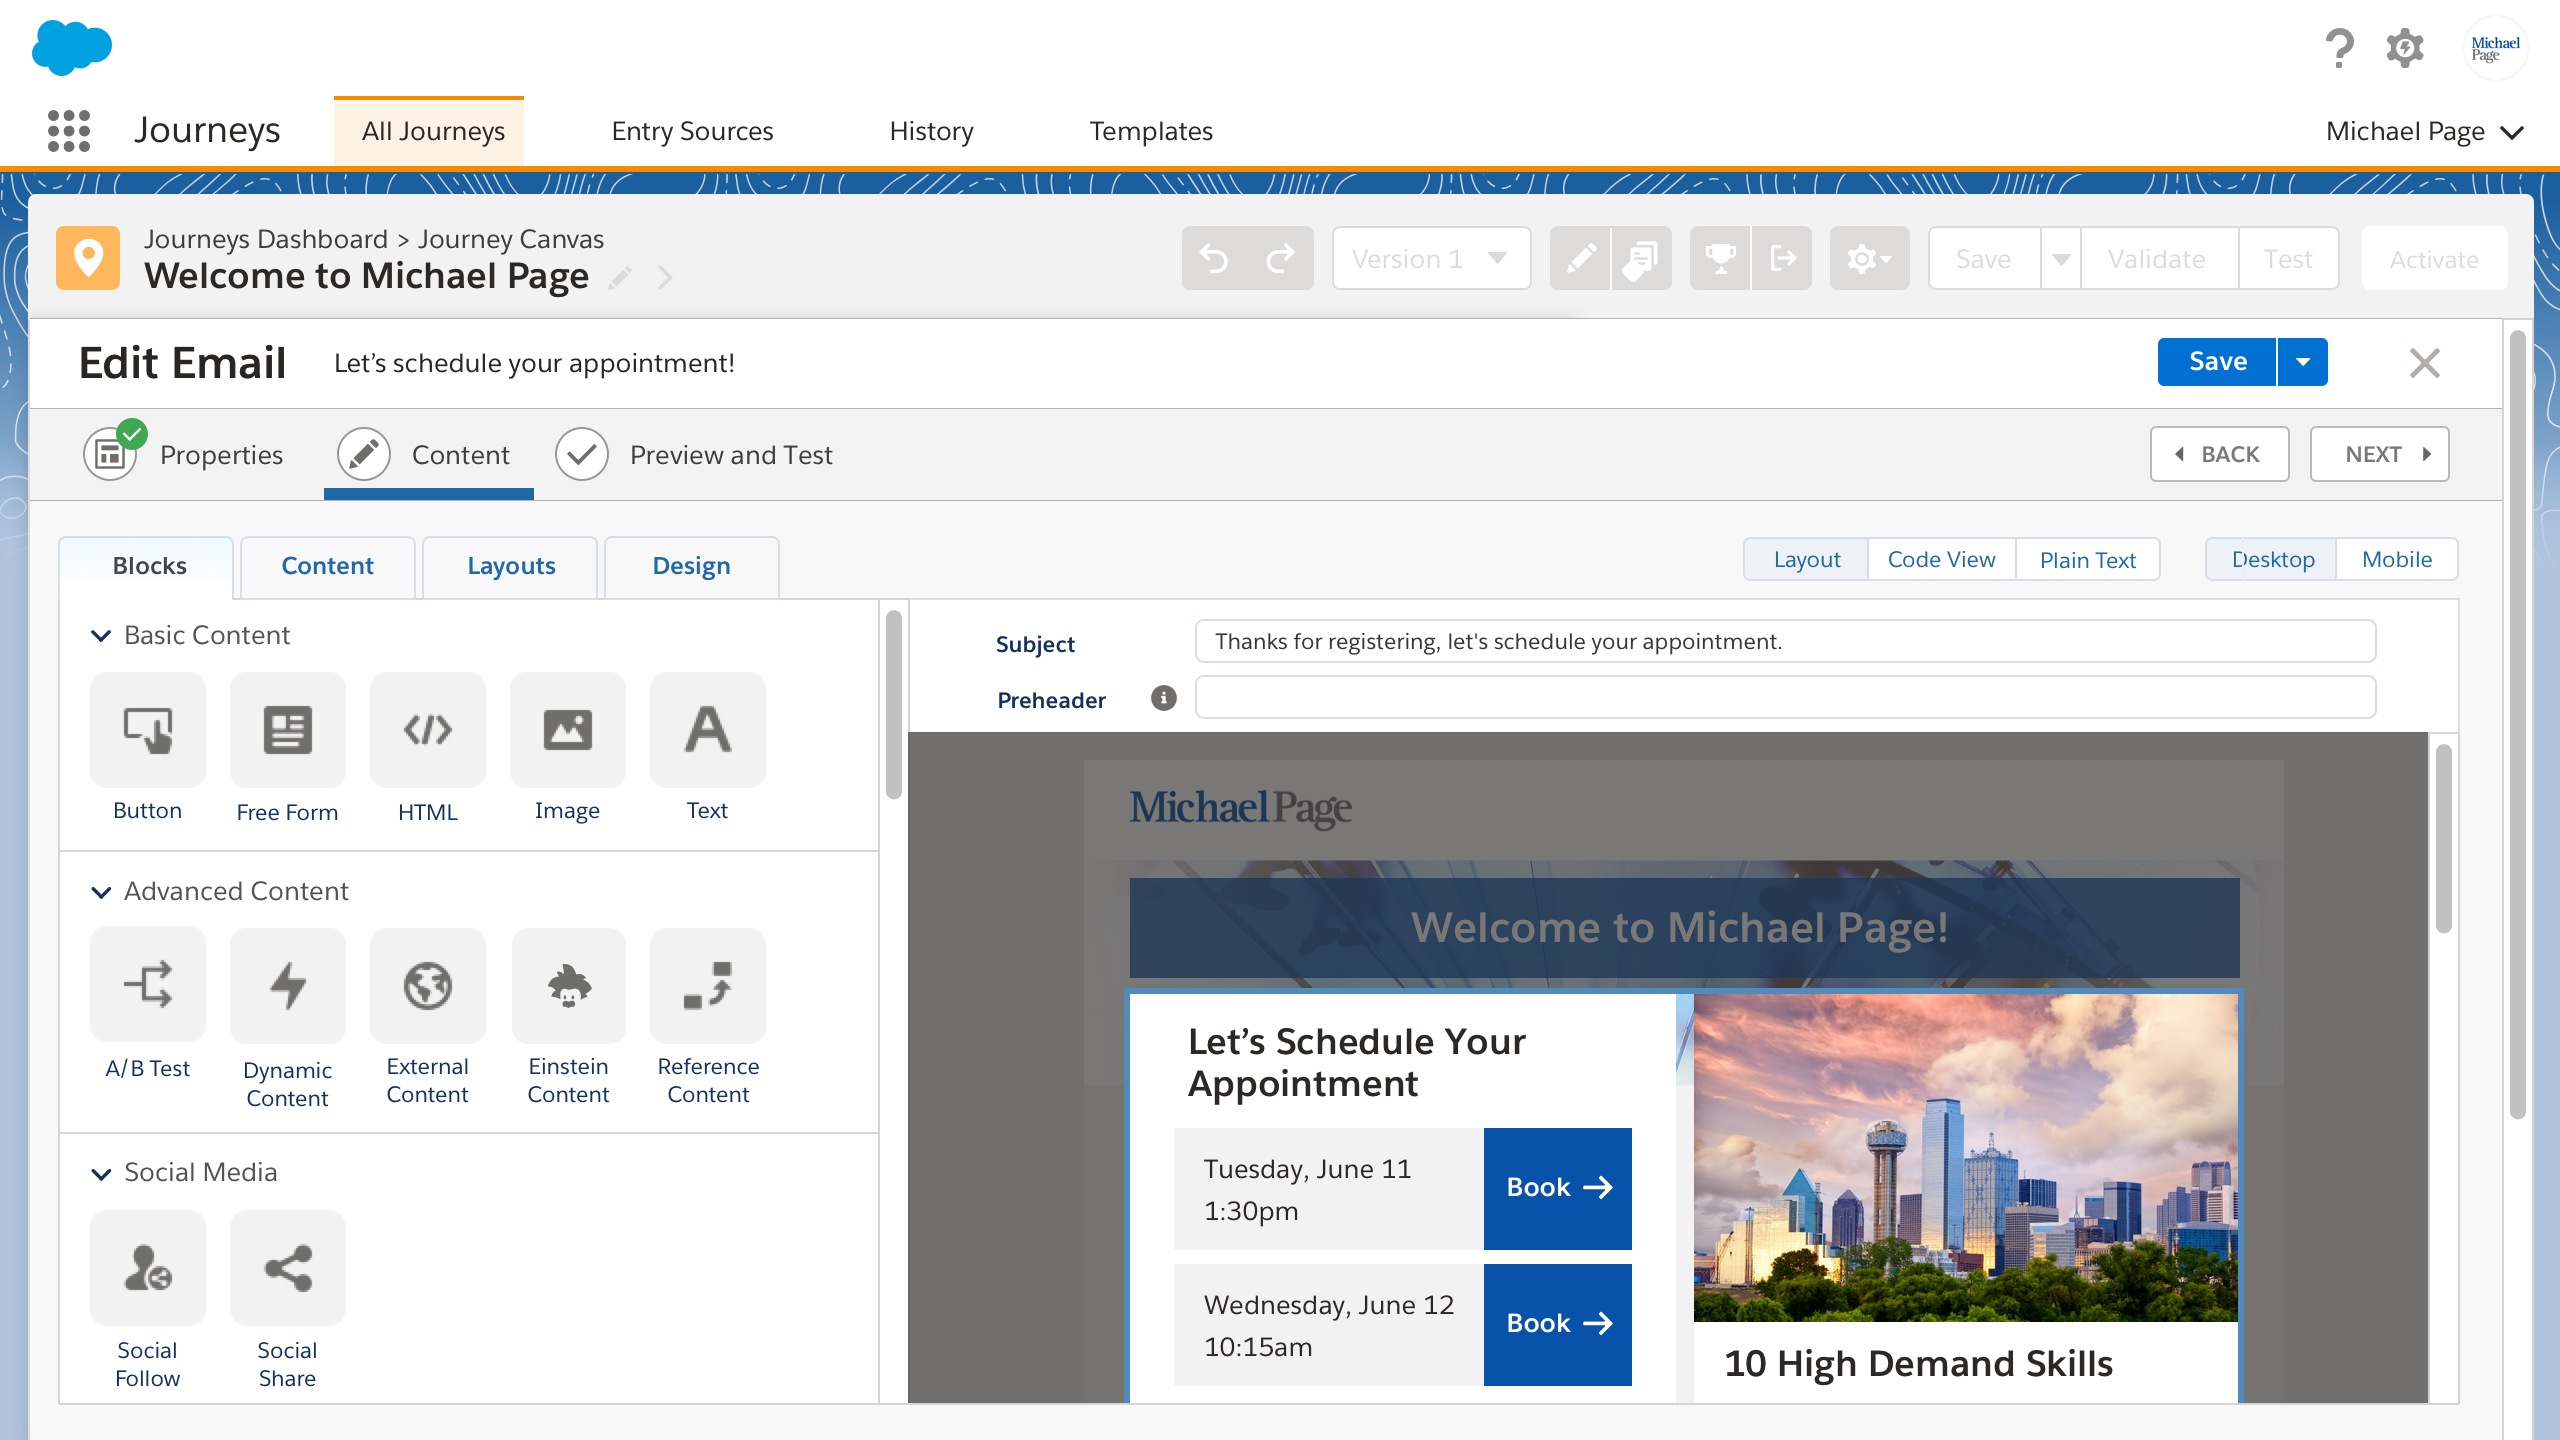 Michael
Page
Journeys
All Journeys
Entry Sources
History
Templates
Michael Page
Journeys Dashboard > Journey Canvas
Welcome to Michael Page
Version 1
Save
Validate
Test
Activate
Edit Email
Let’s schedule your appointment!
Save
Properties
Content
Preview and Test
BACK
NEXT
Blocks
Content
Layouts
Design
Layout
Code View
Plain Text
Desktop
Mobile
Basic Content
Button
Free Form
HTML
Image
Text
Advanced Content
A/B Test
Dynamic
Content
External
Content
Einstein
Content
Reference
Content
Social Media
Social
Follow
Social
Share
Subject
Thanks for registering, let's schedule your appointment.
Preheader
MichaelPage
Welcome to Michael Page!
Let’s Schedule Your
Appointment
Tuesday, June 11
1:30pm
Book
Wednesday, June 12
10:15am
Book
10 High Demand Skills